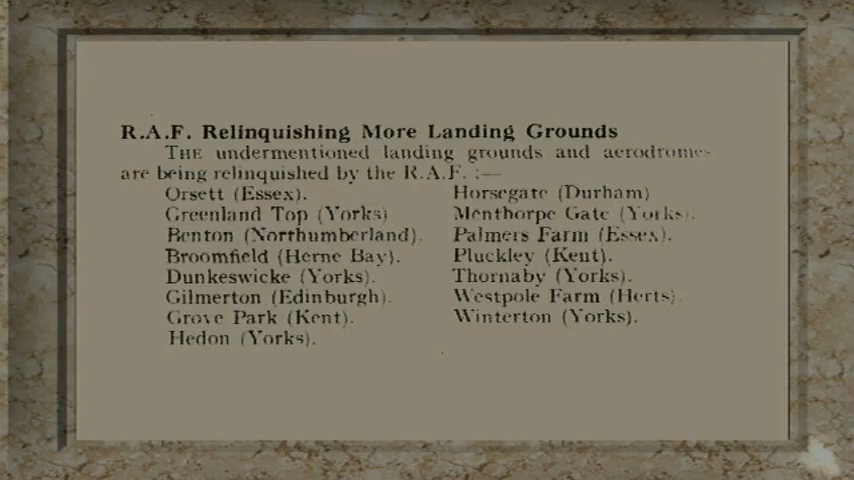 R.A.F. Relinquishing More Landing Grounds
THE undermentioned landing grounds and aerodromes
are being relinquished by the R.A.F. :—
Orsett (Essex).
Greenland Top (Yorks)
Benton (Northumberland).
Broomfield (Herne Bay).
Dunkeswicke (Yorks).
Gilmerton (Edinburgh).
Grove Park (Kent).
Hedon (Yorks).
Horsegate (Durham)
Menthorpe Gate (Yorks).
Palmers Farm (Essex).
Pluckley (Kent).
Thornaby (Yorks).
Westpole Farm (Herts)
Winterton (Yorks).